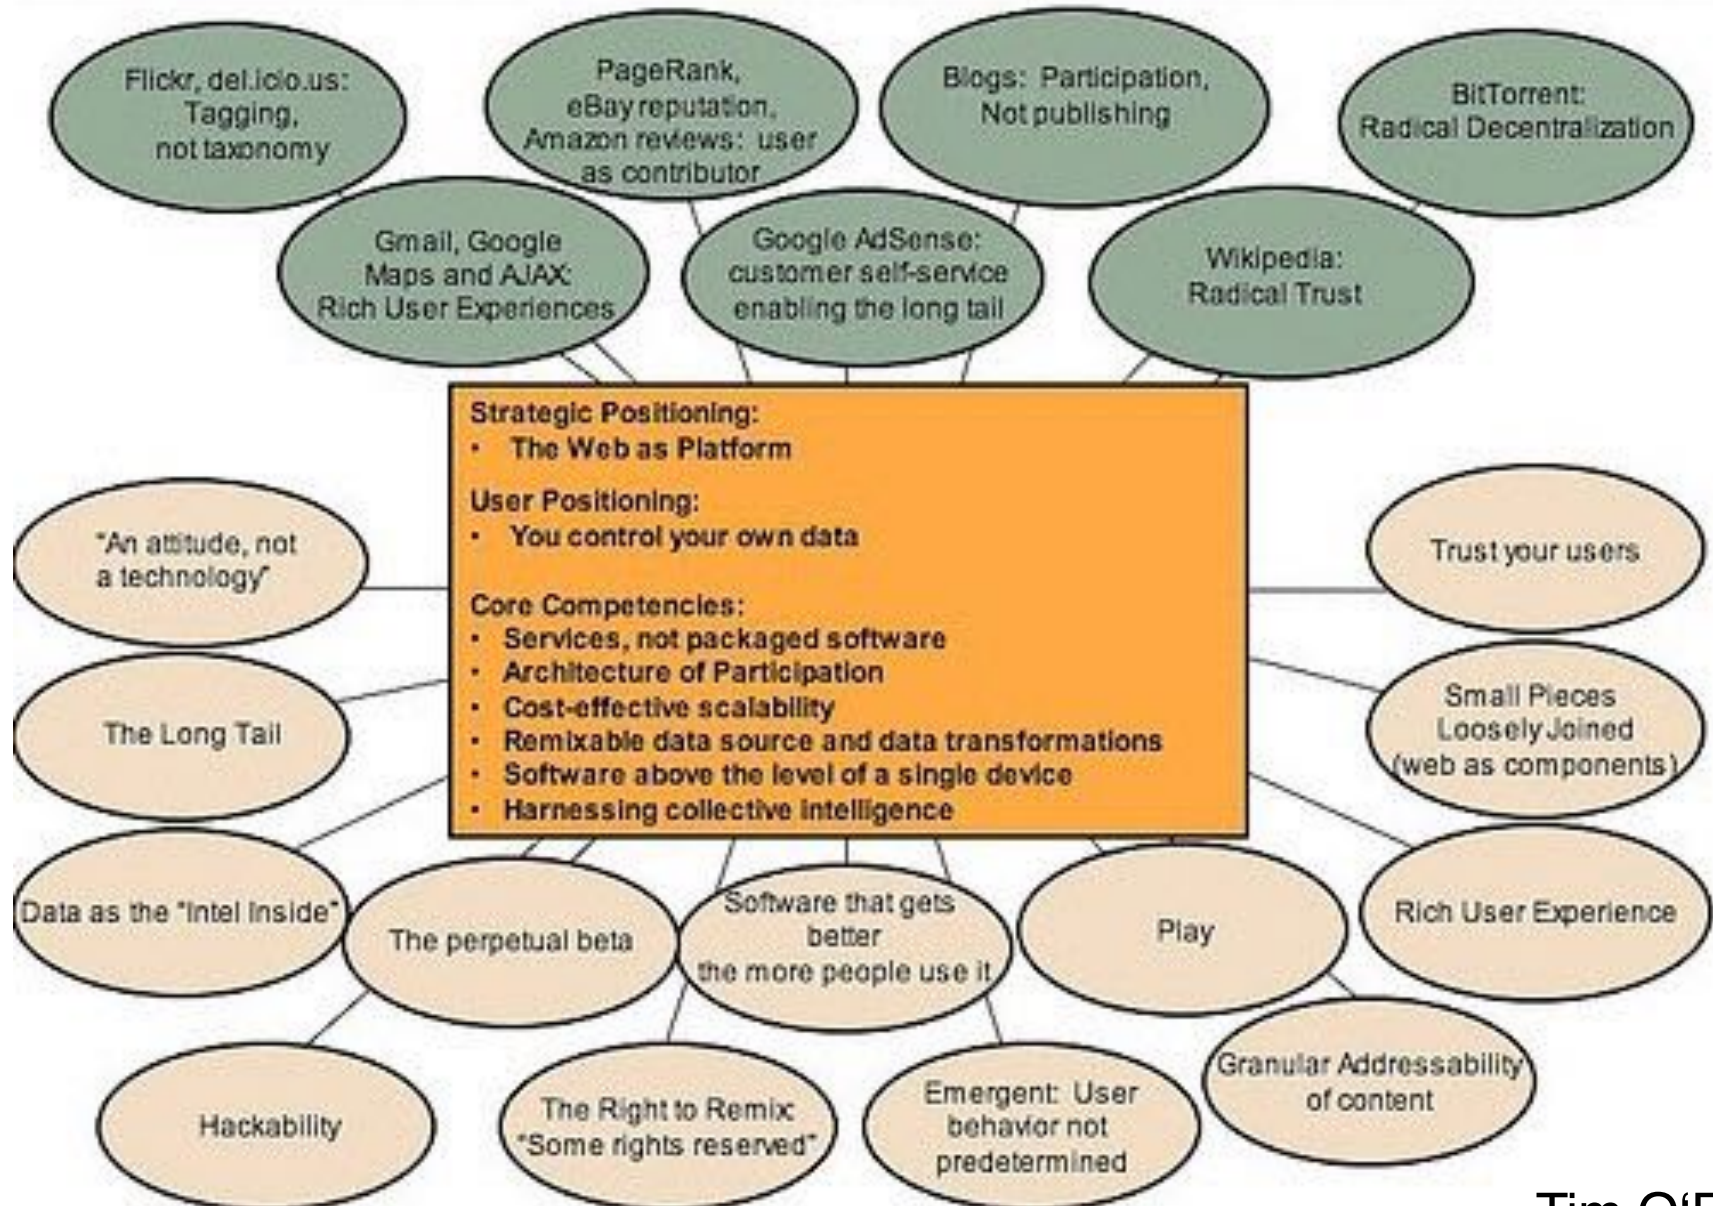 Flickr, del.icio.us:
Tagging,
not taxonomy
PageRank,
eBay reputation,
Amazon reviews: user
as contributor
Blogs: Participation,
Not publishing
BitTorrent:
Radical Decentralization
Gmail, Google
Maps and AJAX:
Rich User Experiences
Google AdSense:
customer self-service
enabling the long tail
Wikipedia:
Radical Trust
Strategic Positioning:
• The Web as Platform
User Positioning:
• You control your own data
Core Competencies:
• Services, not packaged software
• Architecture of Participation
• Cost-effective scalability
• Remixable data source and data transformations
• Software above the level of a single device
• Harnessing collective intelligence
"An attitude, not
a technology"
The Long Tail
Data as the "Intel Inside"
Trust your users
Small Pieces
Loosely Joined
(web as components)
Rich User Experience
The perpetual beta
Software that gets
better
the more people use it
Play
Hackability
The Right to Remix:
"Some rights reserved"
Emergent: User
behavior not
predetermined
Granular Addressability
of content
Tim